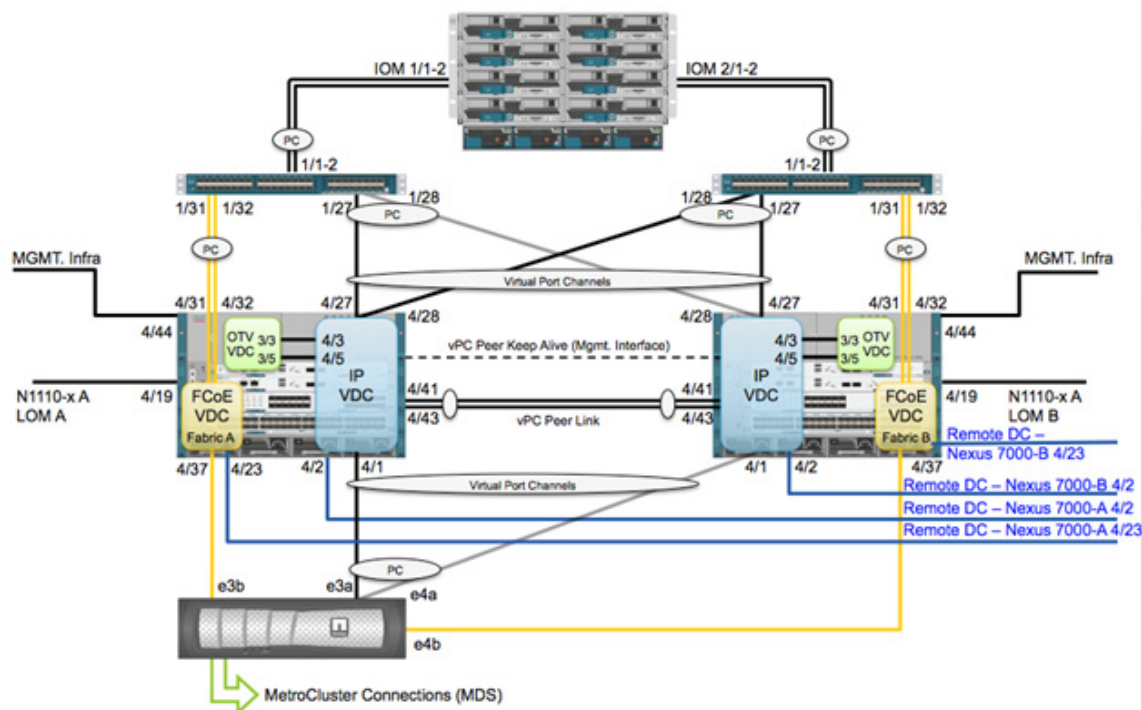 IOM 1/1-2
IOM 2/1-2
PC
PC
1/1-2
1/1-2
1/31
1/32
1/27
1/28
PC
1/28
PC
1/27
1/31
1/32
PC
PC
MGMT. Infra
MGMT. Infra
Virtual Port Channels
4/31
4/32
4/27
4/28
4/27
4/28
4/31
4/32
4/44
4/44
OTV
VDC
3/3
3/5
4/3
4/5
IP
VDC
vPC Peer Keep Alive (Mgmt. Interface)
IP
VDC
4/3
4/5
3/3
3/5
OTV
VDC
N1110-x A
LOM A
4/19
FCoE
VDC
Fabric A
4/41
4/43
vPC Peer Link
4/41
4/43
FCoE
VDC
Fabric B
4/19
N1110-x A
LOM B
Remote DC –
Nexus 7000-B 4/23
4/37
4/23
4/2
4/1
4/1
4/2
4/37
Virtual Port Channels
Remote DC – Nexus 7000-B 4/2
Remote DC – Nexus 7000-A 4/2
Remote DC – Nexus 7000-A 4/23
PC
e3b
e3a
e4a
e4b
MetroCluster Connections (MDS)